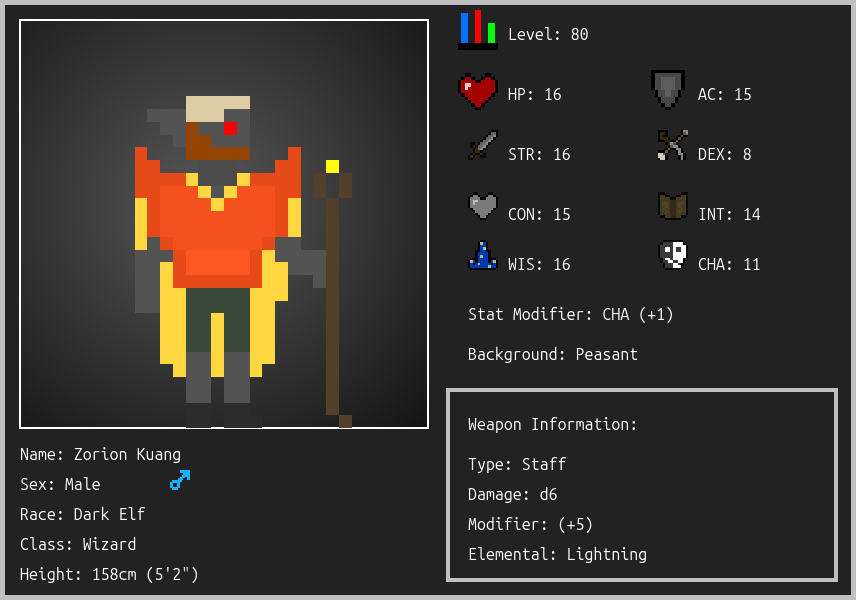 Level: 80
HP: 16
AC: 15
STR: 16
DEX: 8
CON: 15
INT: 14
WIS: 16
CHA: 11
Stat Modifier: CHA (+1)
Background: Peasant
Weapon Information:
Type: Staff
Damage: d6
Modifier: (+5)
Elemental: Lightning
Name: Zorion Kuang
Sex: Male
Race: Dark Elf
Class: Wizard
Height: 158cm (5'2")